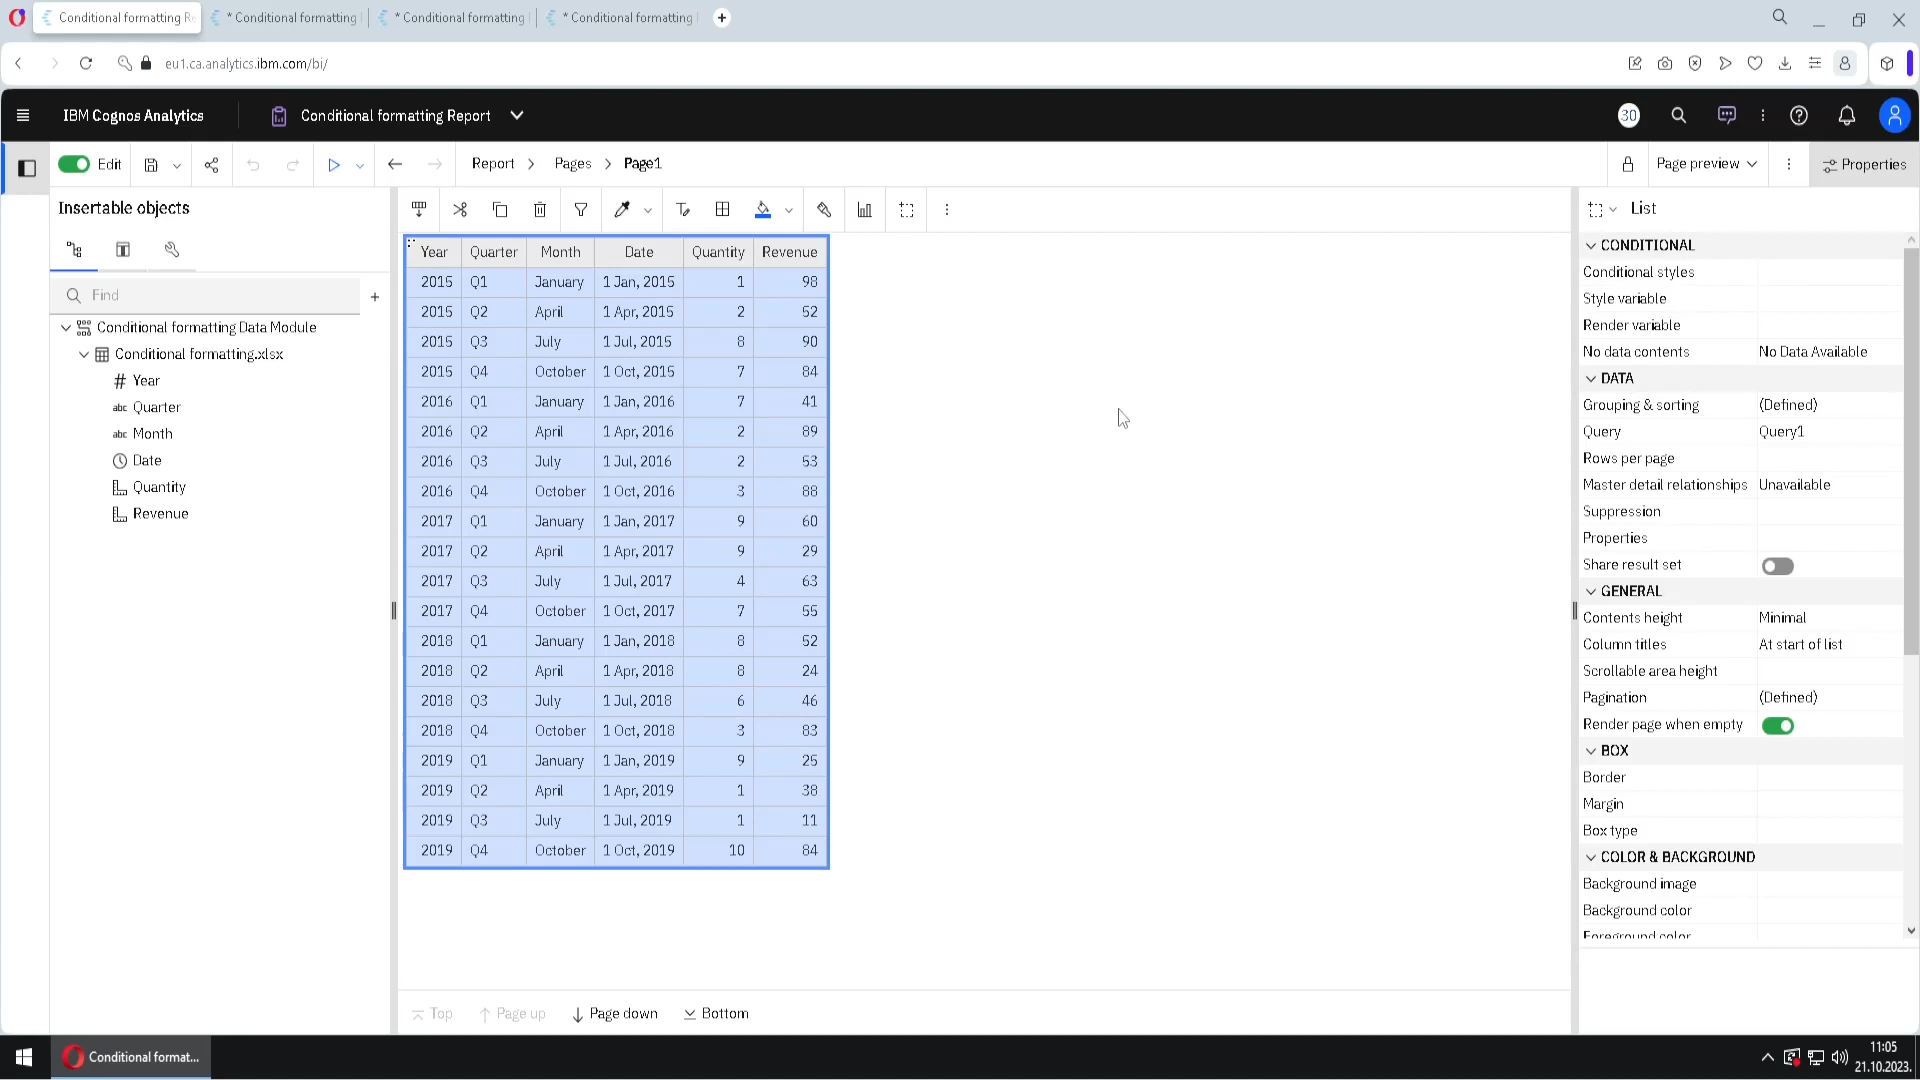 Conditional formatting Re
* Conditional formatting
* Conditional formatting
* Conditional formatting
eu1.ca.analytics.ibm.com/bi/
IBM Cognos Analytics
Conditional formatting Report
30
Edit
Report > Pages > Page1
Page preview
Properties
Insertable objects
Find
Conditional formatting Data Module
Conditional formatting.xlsx
# Year
abc Quarter
abc Month
Date
Quantity
Revenue
Year Quarter Month Date Quantity Revenue
2015 Q1 January 1 Jan, 2015 1 98
2015 Q2 April 1 Apr, 2015 2 52
2015 Q3 July 1 Jul, 2015 8 90
2015 Q4 October 1 Oct, 2015 7 84
2016 Q1 January 1 Jan, 2016 7 41
2016 Q2 April 1 Apr, 2016 2 89
2016 Q3 July 1 Jul, 2016 2 53
2016 Q4 October 1 Oct, 2016 3 88
2017 Q1 January 1 Jan, 2017 9 60
2017 Q2 April 1 Apr, 2017 9 29
2017 Q3 July 1 Jul, 2017 4 63
2017 Q4 October 1 Oct, 2017 7 55
2018 Q1 January 1 Jan, 2018 8 52
2018 Q2 April 1 Apr, 2018 8 24
2018 Q3 July 1 Jul, 2018 6 46
2018 Q4 October 1 Oct, 2018 3 83
2019 Q1 January 1 Jan, 2019 9 25
2019 Q2 April 1 Apr, 2019 1 38
2019 Q3 July 1 Jul, 2019 1 11
2019 Q4 October 1 Oct, 2019 10 84
Top Page up Page down Bottom
List
CONDITIONAL
Conditional styles
Style variable
Render variable
No data contents No Data Available
DATA
Grouping & sorting (Defined)
Query Query1
Rows per page
Master detail relationships Unavailable
Suppression
Properties
Share result set
GENERAL
Contents height Minimal
Column titles At start of list
Scrollable area height
Pagination (Defined)
Render page when empty
BOX
Border
Margin
Box type
COLOR & BACKGROUND
Background image
Background color
Foreground color
Conditional format...
11:05
21.10.2023.